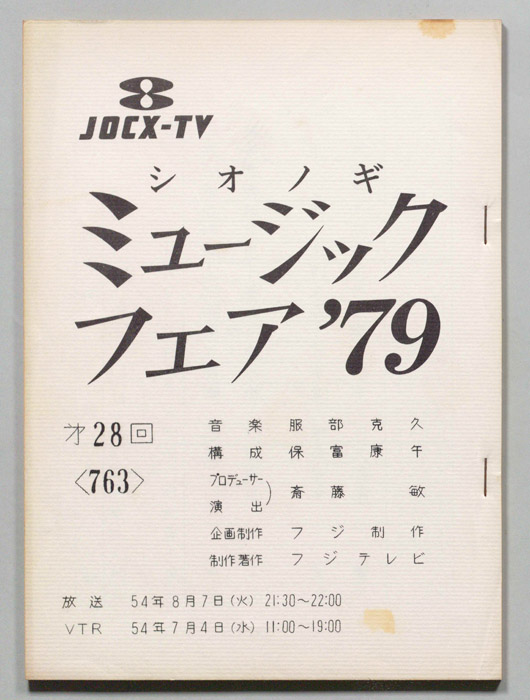 8
JOCX-TV
シオノギ
ミュージック
フェア'79
才28回
〈763〉
音楽 服部克久
構成 保富康午
プロデューサー
演出) 斎藤 敏
企画制作 フジ制作
制作著作 フジテレビ
放送 54年8月7日(火) 21:30〜22:00
VTR 54年7月4日(水) 11:00〜19:00